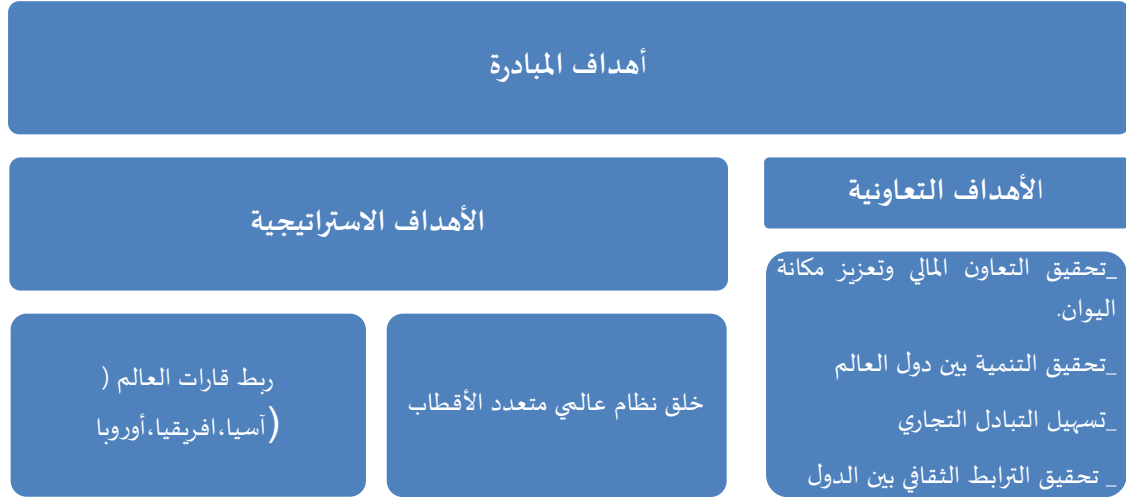 أهداف المبادرة
الأهداف التعاونية
_تحقيق التعاون المالي وتعزيز مكانة
اليوان.
_تحقيق التنمية بين دول العالم
_تسهيل التبادل التجاري
_ تحقيق الترابط الثقافي بين الدول
الأهداف الاستراتيجية
خلق نظام عالمي متعدد الأقطاب
ربط قارات العالم (
آسيا،افريقيا،أوروبا)